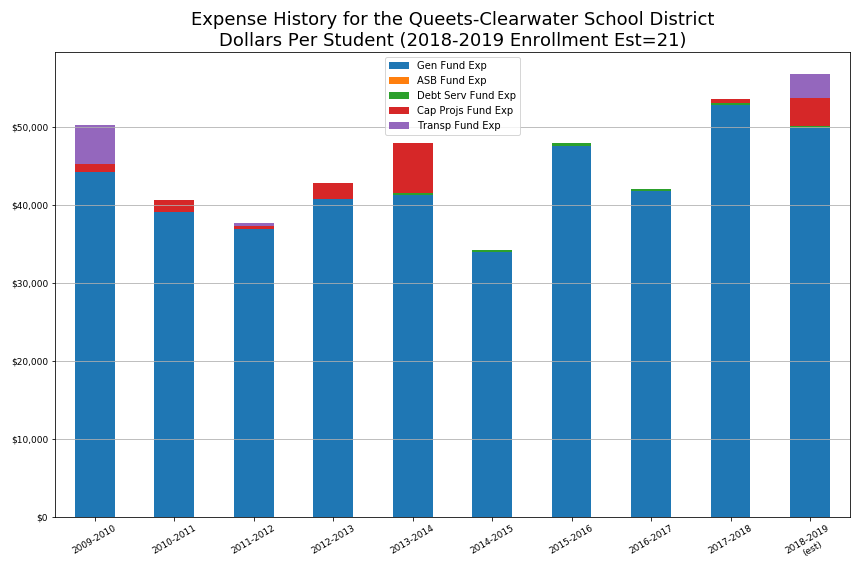 Expense History for the Queets-Clearwater School District
Dollars Per Student (2018-2019 Enrollment Est=21)
Gen Fund Exp
ASB Fund Exp
Debt Serv Fund Exp
Cap Projs Fund Exp
Transp Fund Exp
$50,000
$40,000
$30,000
$20,000
$10,000
$0
2009-2010
2010-2011
2011-2012
2012-2013
2013-2014
2014-2015
2015-2016
2016-2017
2017-2018
2018-2019
(est)